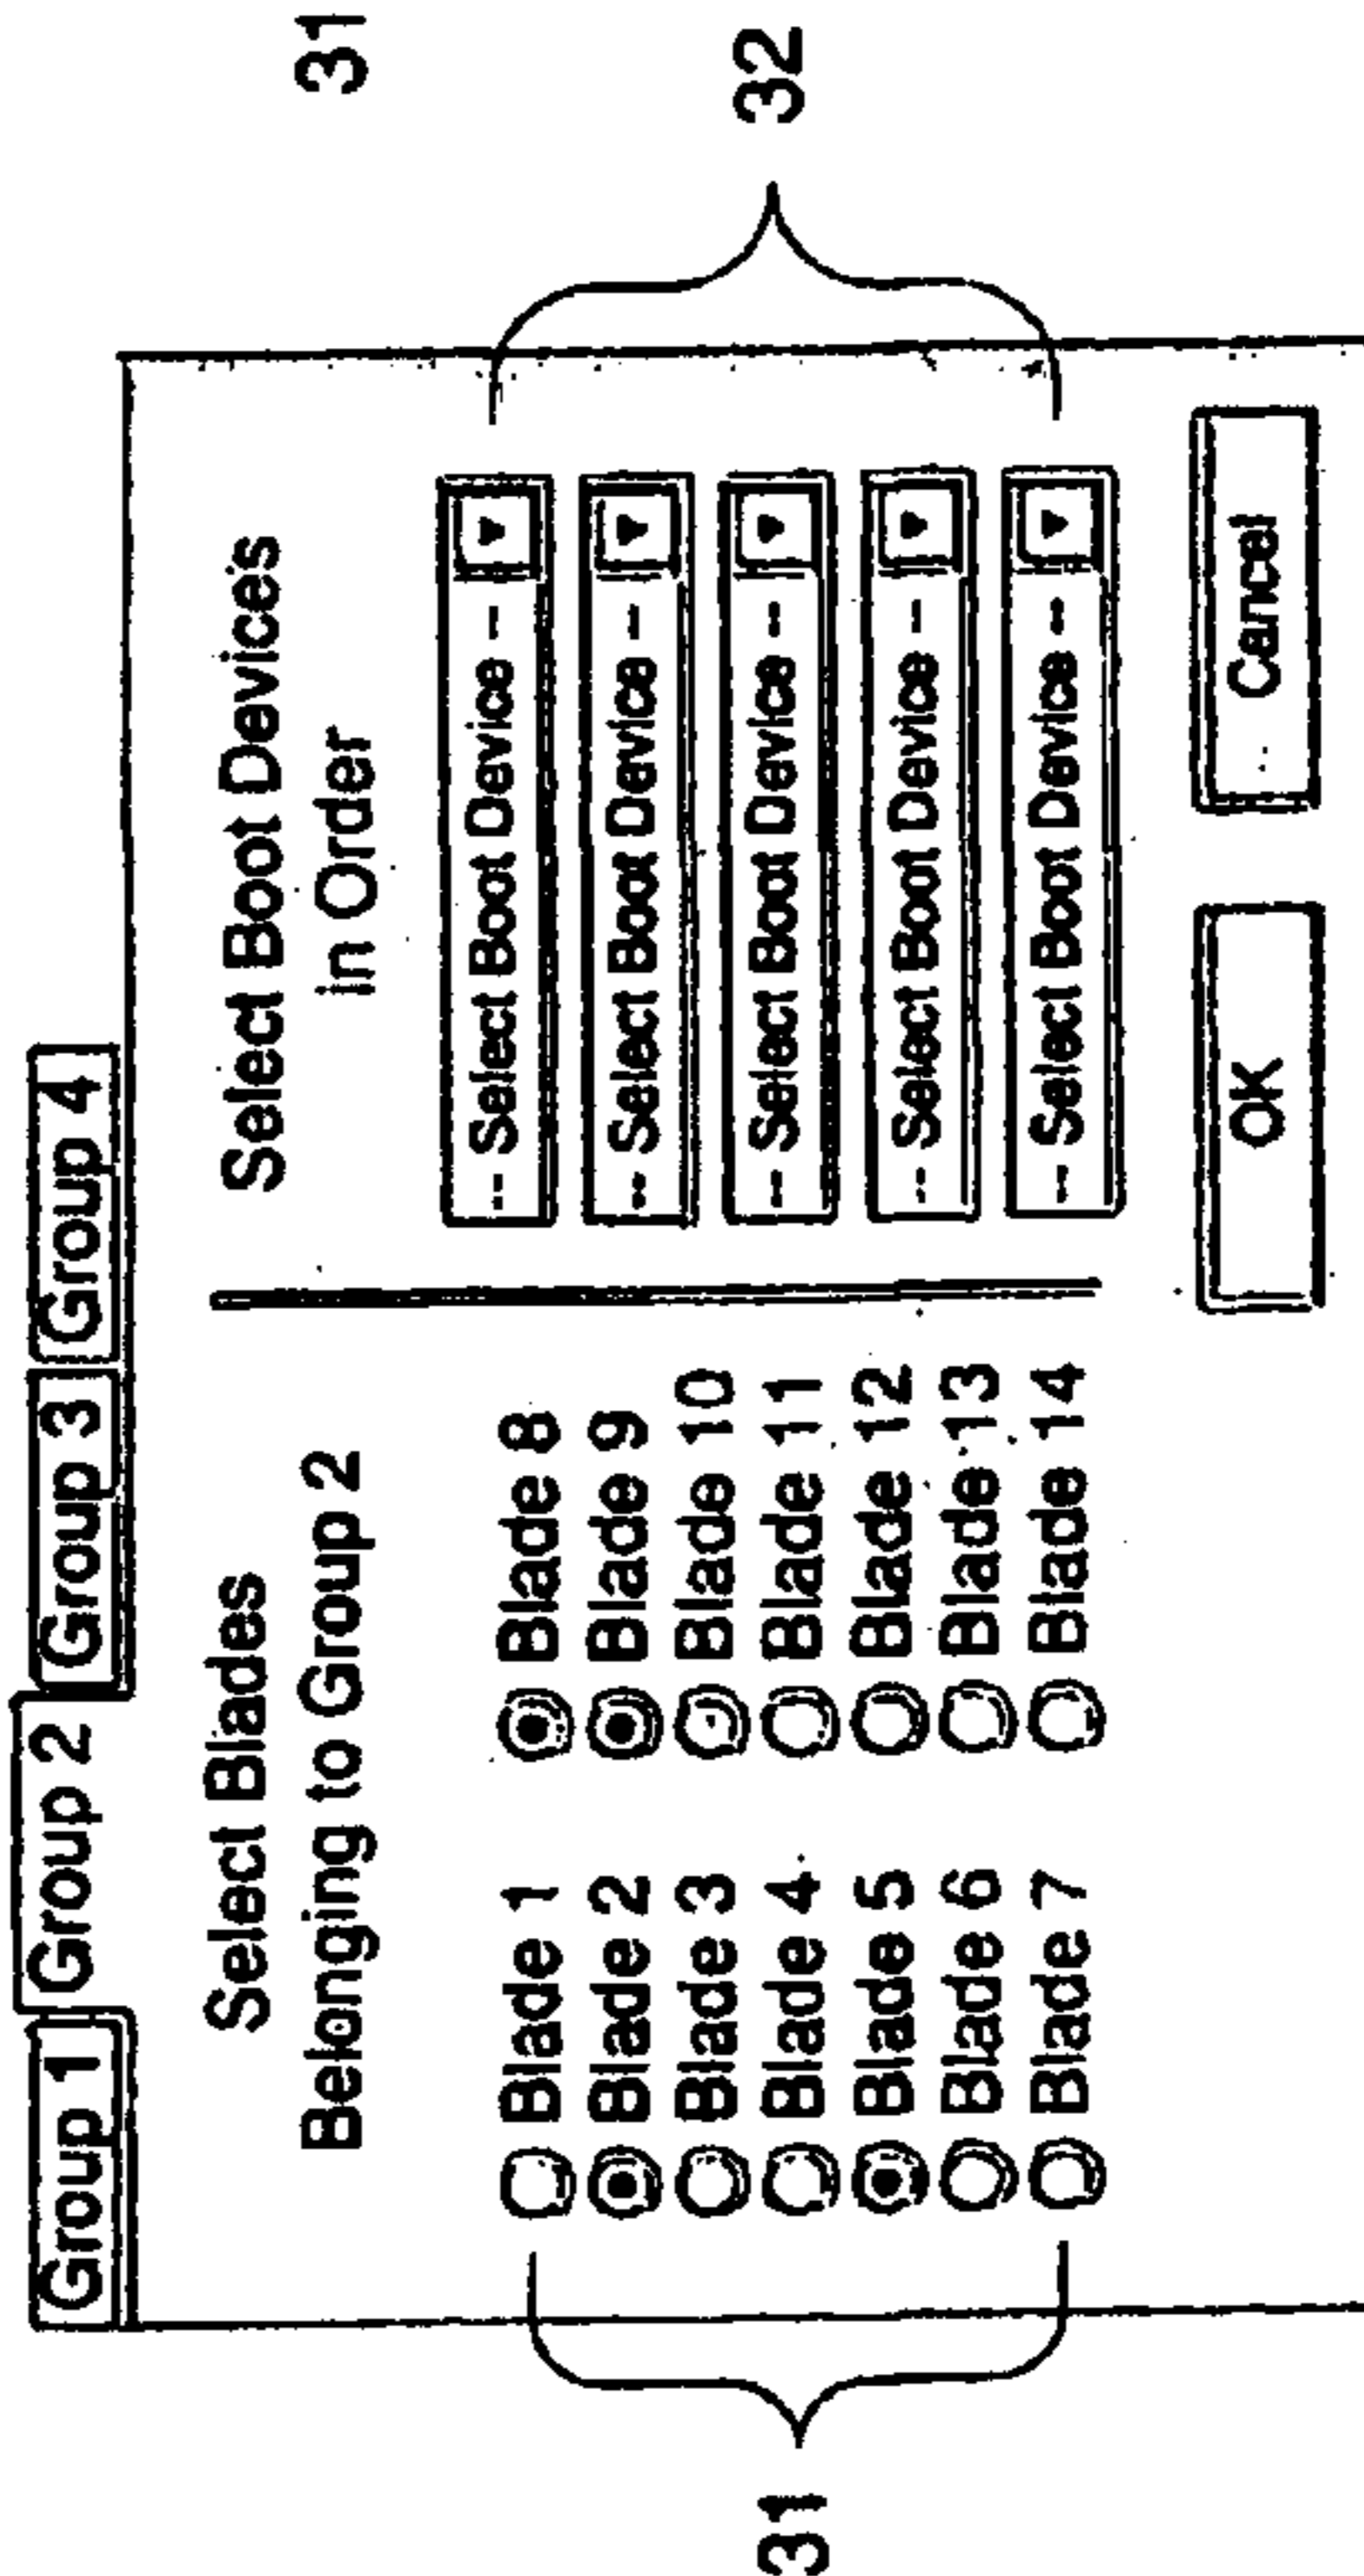 Group 1 Group 2 Group 3 Group 4
31
Select Blades
Belonging to Group 2
Select Boot Devices
in Order
Blade 1 Blade 8 -- Select Boot Device --
Blade 2 Blade 9 -- Select Boot Device --
Blade 3 Blade 10 -- Select Boot Device --
Blade 4 Blade 11 -- Select Boot Device --
Blade 5 Blade 12 -- Select Boot Device --
Blade 6 Blade 13
Blade 7 Blade 14
31
32
OK Cancel